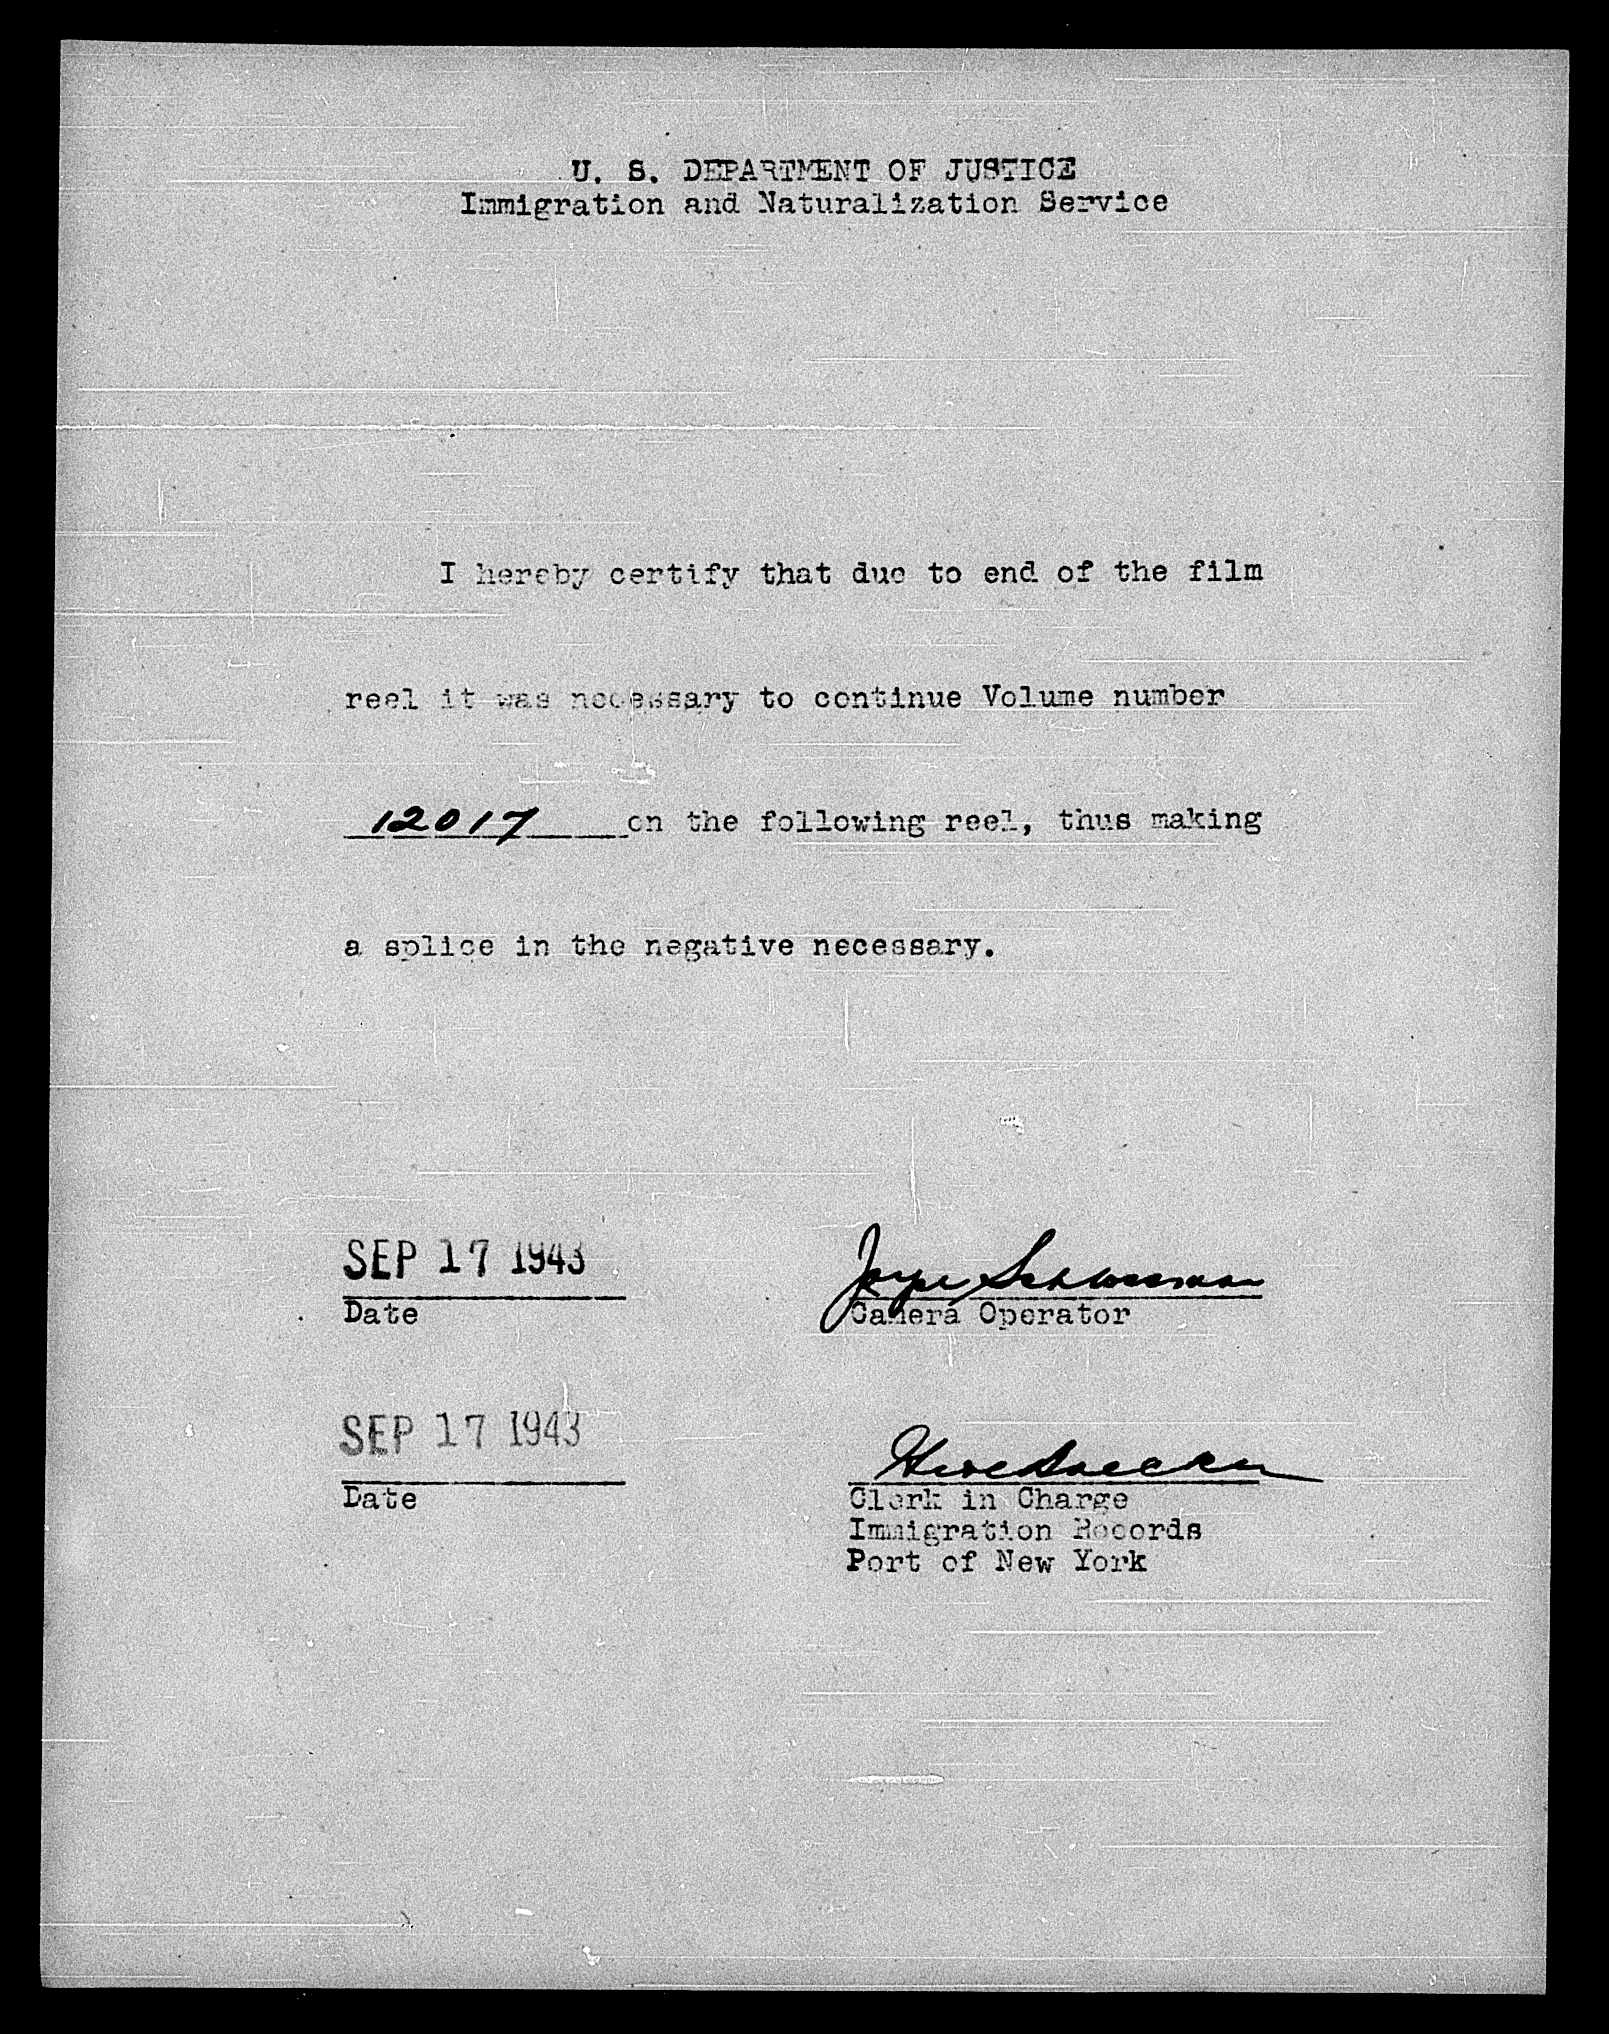 U. S. DEPARTMENT OF JUSTICE
Immigration and Naturalization Service
I hereby certify that due to end of the film
reel it was necessary to continue Volume number
12017 on the following reel, thus making
a splice in the negative necessary.
SEP 17 1943
Date
Camera Operator
SEP 17 1943
Date
Clerk in Charge
Immigration Records
Port of New York